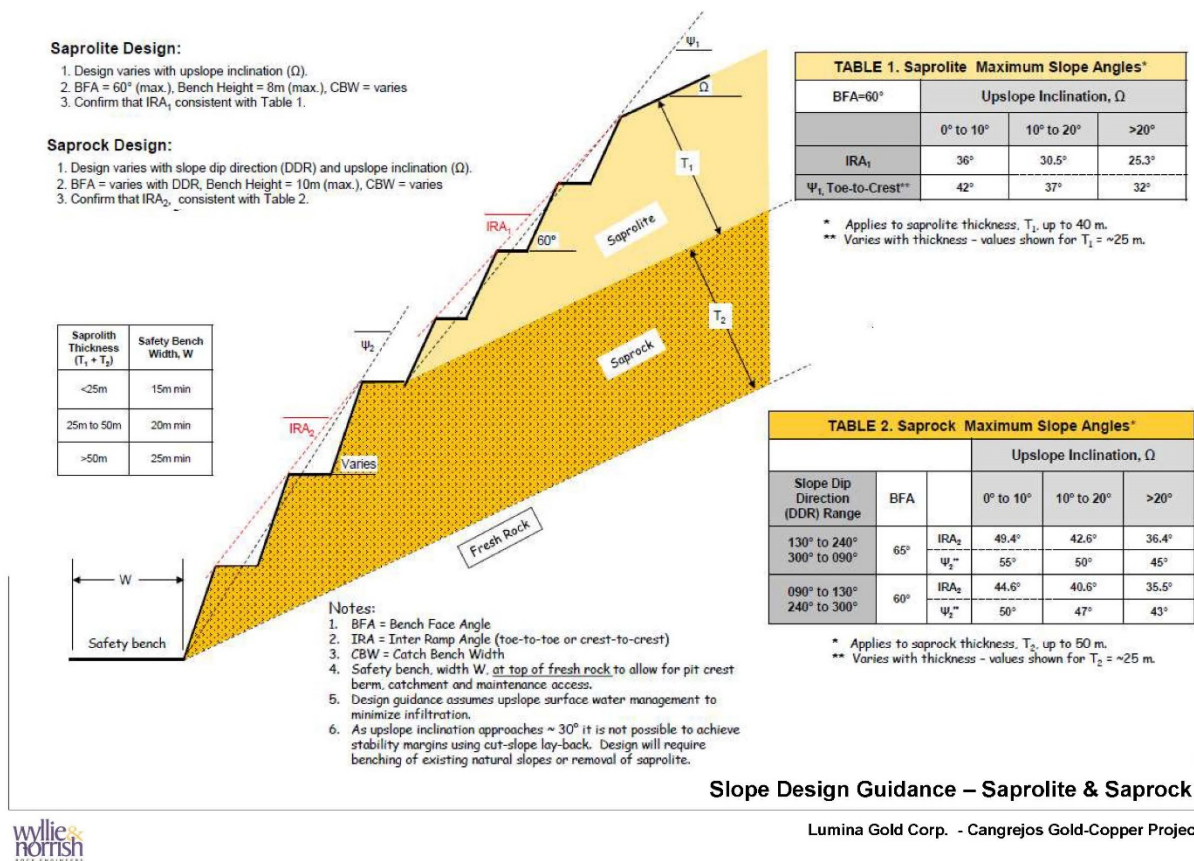 Saprolite Design:
1. Design varies with upslope inclination (Ω).
2. BFA = 60° (max.), Bench Height = 8m (max.), CBW = varies
3. Confirm that IRA₁ consistent with Table 1.
Saprock Design:
1. Design varies with slope dip direction (DDR) and upslope inclination (Ω).
2. BFA = varies with DDR, Bench Height = 10m (max.), CBW = varies
3. Confirm that IRA₂, consistent with Table 2.
Ψ₁
Ω
T₁
IRA₁
60°
Saprolite
Ψ₂
T₂
Saprock
IRA₂
Varies
Fresh Rock
W
Safety bench
Saprolith Thickness (T₁ + T₂) Safety Bench Width, W
<25m 15m min
25m to 50m 20m min
>50m 25m min
TABLE 1. Saprolite Maximum Slope Angles*
BFA=60° Upslope Inclination, Ω
0° to 10° 10° to 20° >20°
IRA₁ 36° 30.5° 25.3°
Ψ₁, Toe-to-Crest** 42° 37° 32°
* Applies to saprolite thickness, T₁, up to 40 m.
** Varies with thickness – values shown for T₁ = ~25 m.
TABLE 2. Saprock Maximum Slope Angles*
Upslope Inclination, Ω
Slope Dip Direction (DDR) Range BFA 0° to 10° 10° to 20° >20°
130° to 240° 300° to 090° 65° IRA₂ 49.4° 42.6° 36.4°
Ψ₂** 55° 50° 45°
090° to 130° 240° to 300° 60° IRA₂ 44.6° 40.6° 35.5°
Ψ₂** 50° 47° 43°
* Applies to saprock thickness, T₂, up to 50 m.
** Varies with thickness – values shown for T₂ = ~25 m.
Notes:
1. BFA = Bench Face Angle
2. IRA = Inter Ramp Angle (toe-to-toe or crest-to-crest)
3. CBW = Catch Bench Width
4. Safety bench, width W, at top of fresh rock to allow for pit crest
berm, catchment and maintenance access.
5. Design guidance assumes upslope surface water management to
minimize infiltration.
6. As upslope inclination approaches ~ 30° it is not possible to achieve
stability margins using cut-slope lay-back. Design will require
benching of existing natural slopes or removal of saprolite.
Slope Design Guidance – Saprolite & Saprock
Lumina Gold Corp. - Cangrejos Gold-Copper Projec
wyllie &
norrish
ROCK ENGINEERS